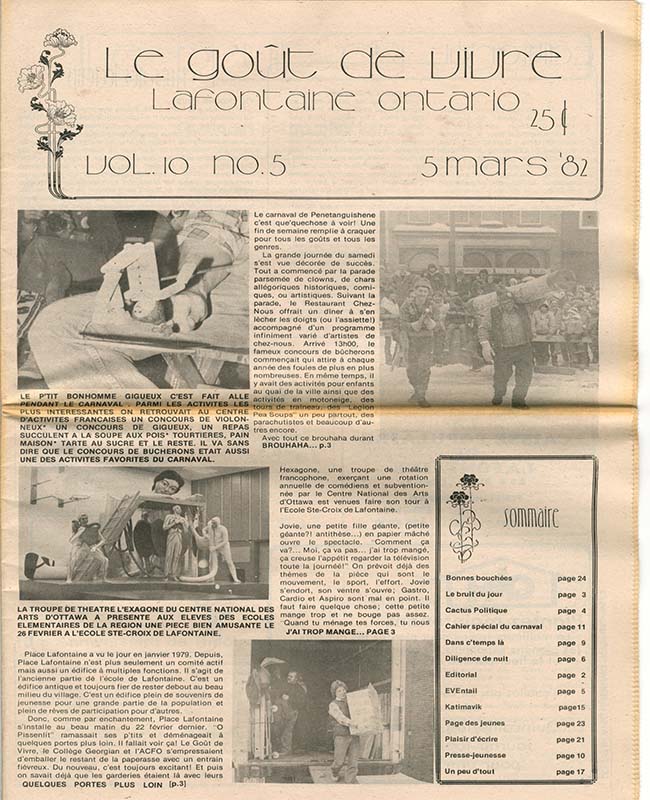 Le goût de vivre
Lafontaine ontario
25¢
vol.10 no.5 5 mars '82
Le carnaval de Penetanguishene
c'est que'quechose à voir! Une
fin de semaine remplie à craquer
pour tous les goûts et tous les
genres.
La grande journée du samedi
s'est vue décorée de succès.
Tout a commencé par la parade
parsemée de clowns, de chars
allégoriques historiques, comi-
ques, ou artistiques. Suivant la
parade, le Restaurant Chez-
Nous offrait un dîner à s'en
lécher les doigts (ou l'assiette!)
accompagné d'un programme
infiniment varié d'artistes de
chez-nous. Arrivé 13h00, le
fameux concours de bûcherons
commençait qui attire à chaque
année des foules de plus en plus
nombreuses. En même temps, il
y avait des activités pour enfants
au quai de la ville ainsi que des
activités en motoneige, des
tours de traîneau, des "Légion
Pea Soups" un peu partout, des
parachutistes et beaucoup d'au-
tres encore.
Avec tout ce brouhaha durant
BROUHAHA... p.3
LE P'TIT BONHOMME GIGUEUX C'EST FAIT ALLE
PENDANT LE CARNAVAL : PARMI LES ACTIVITES LES
PLUS INTERESSANTES ON RETROUVAIT AU CENTRE
D'ACTIVITES FRANCAISES UN CONCOURS DE VIOLON-
NEUX* UN CONCOURS DE GIGUEUX, UN REPAS
SUCCULENT A LA SOUPE AUX POIS* TOURTIERES, PAIN
MAISON* TARTE AU SUCRE ET LE RESTE. IL VA SANS
DIRE QUE LE CONCOURS DE BUCHERONS ETAIT AUSSI
UNE DES ACTIVITES FAVORITES DU CARNAVAL.
Hexagone, une troupe de théâtre
francophone, exerçant une rotation
annuelle de comédiens et subvention-
née par le Centre National des Arts
d'Ottawa est venues faire son tour à
l'Ecole Ste-Croix de Lafontaine.
Jovie, une petite fille géante, (petite
géante?! antithèse...) en papier mâché
ouvre le spectacle. "Comment ça
va?... Moi, ça va pas... j'ai trop mangé,
ça creuse l'appétit regarder la télévision
toute la journée!" On prévoit déjà des
thèmes de la pièce qui sont le
mouvement, le sport, l'effort. Jovie
s'endort, son ventre s'ouvre; Gastro,
Cardio et Aspiro sont mal en point. Il
faut faire quelque chose; cette petite
mange trop et ne bouge pas assez.
"Quand tu ménage tes forces, tu nous
J'AI TROP MANGE... PAGE 3
LA TROUPE DE THEATRE L'EXAGONE DU CENTRE NATIONAL DES
ARTS D'OTTAWA A PRESENTE AUX ELEVES DES ECOLES
ELEMENTAIRES DE LA REGION UNE PIECE BIEN AMUSANTE LE
26 FEVRIER A L'ECOLE STE-CROIX DE LAFONTAINE.
Place Lafontaine a vu le jour en janvier 1979. Depuis,
Place Lafontaine n'est plus seulement un comité actif
mais aussi un édifice à multiples fonctions. Il s'agit de
l'ancienne partie dé l'école de Lafontaine. C'est un
édifice antique et toujours fier de rester debout au beau
milieu du village. C'est un édifice plein de souvenirs de
jeunesse pour une grande partie de la population et
plein de rêves de participation pour d'autres.
Donc, comme par enchantement, Place Lafontaine
s'installe au beau matin du 22 février dernier. "O
Pissenlit" ramassait ses p'tits et déménageait à
quelques portes plus loin. Il fallait voir ça! Le Goût de
Vivre, le Collège Georgian et l'ACFO s'empressaient
d'emballer le restant de la paperasse avec un entrain
fiévreux. Du nouveau, c'est toujours excitant! Et puis
on savait déjà que les garderies étaient là avec leurs
QUELQUES PORTES PLUS LOIN [p.3]
sommaire
Bonnes bouchées page 24
Le bruit du jour page 3
Cactus Politique page 4
Cahier spécial du carnaval page 11
Dans c'temps là page 9
Diligence de nuit page 6
Editorial page 2
EVEntail page 5
Katimavik page15
Page des jeunes page 23
Plaisir d'écrire page 21
Presse-jeunesse page 10
Un peu d'tout page 17